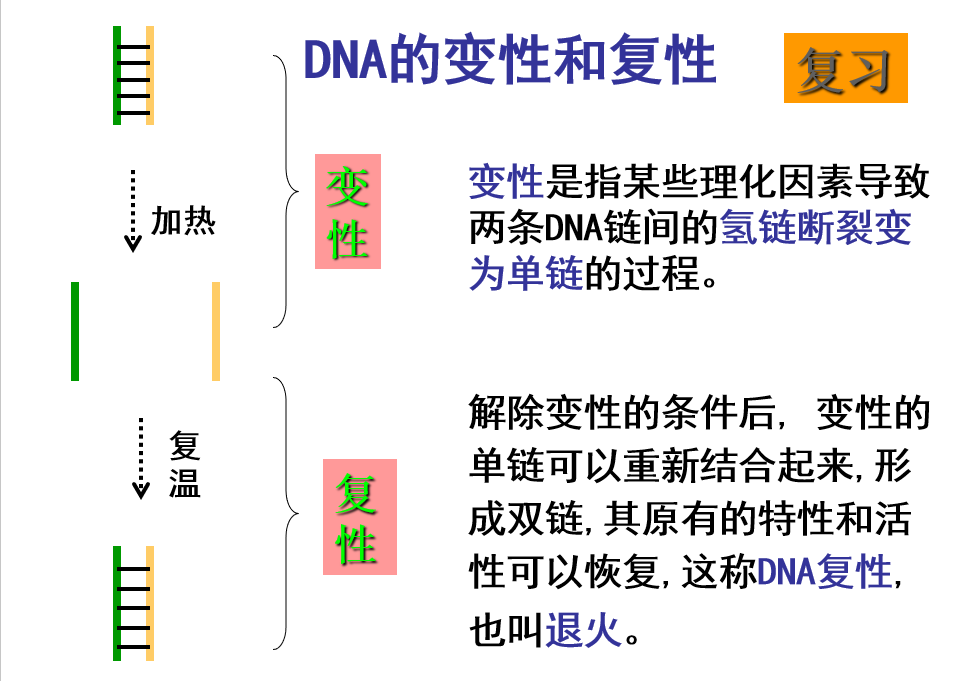 DNA的变性和复性
复习
加热
变
性
变性是指某些理化因素导致
两条DNA链间的氢链断裂变
为单链的过程。
复
温
复
性
解除变性的条件后, 变性的
单链可以重新结合起来,形
成双链,其原有的特性和活
性可以恢复,这称DNA复性,
也叫退火。